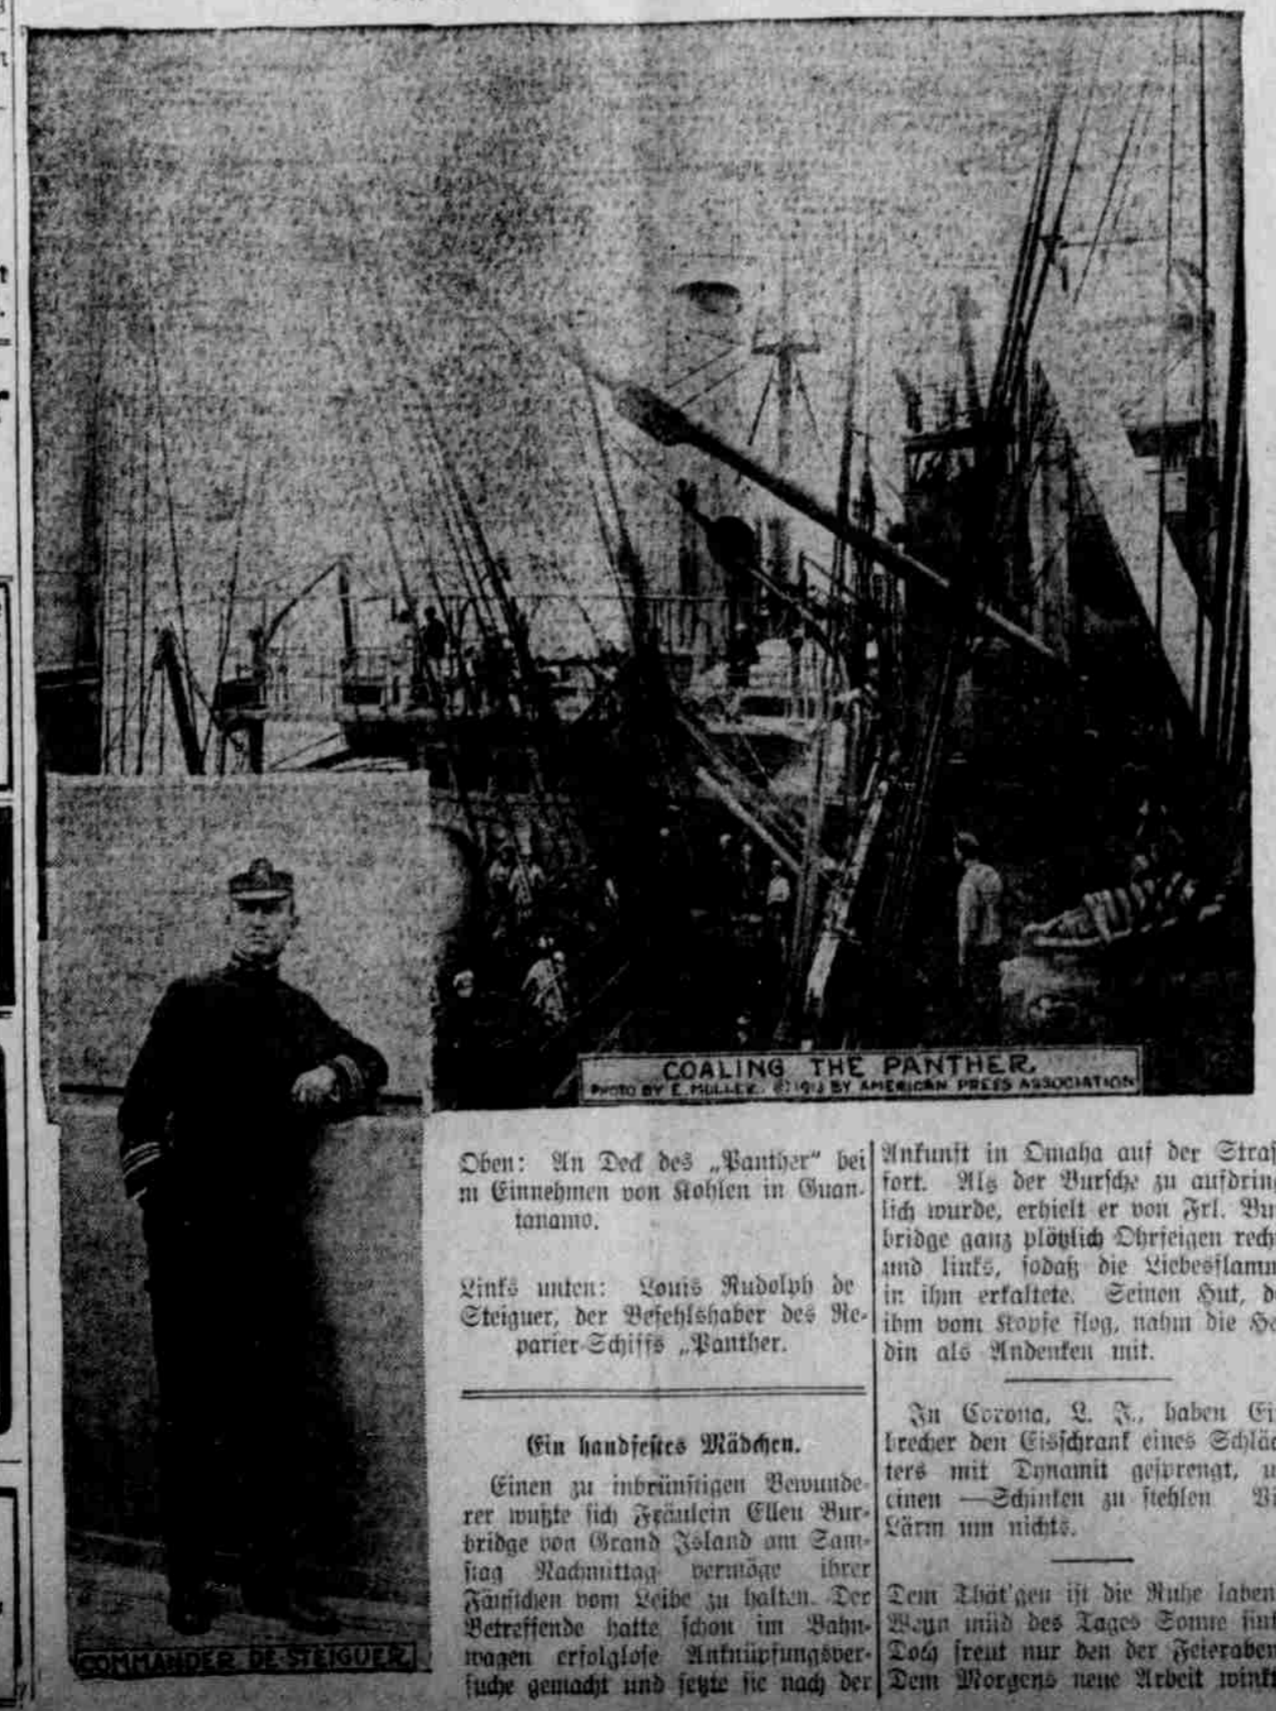 COALING THE PANTHER.
PHOTO BY E. MULLER. BY AMERICAN PRESS ASSOCIATION
COMMANDER DE STEIGUER.
Oben: An Deck des „Panther“ bei
m Einnehmen von Kohlen in Guan-
tanamo.
Links unten: Louis Rudolph de
Steiguer, der Befehlshaber des Re-
parier-Schiffs „Panther.
Ein handfestes Mädchen.
Einen zu inbrünstigen Bewunde-
rer wußte sich Fräulein Ellen Bur-
bridge von Grand Island am Sam-
stag Nachmittag vermöge ihrer
Fäustchen vom Leibe zu halten. Der
Betreffende hatte schon im Bahn-
wagen erfolglose Anknüpfungsver-
suche gemacht und setzte sie nach der
Ankunft in Omaha auf der Straß
fort. Als der Bursche zu aufdring
lich wurde, erhielt er von Frl. Bur
bridge ganz plötzlich Ohrfeigen rech
und links, sodaß die Liebesflamm
in ihm erkaltete. Seinen Hut, d
ihm vom Kopfe flog, nahm die He
din als Andenken mit.
In Corona, L. J., haben Ei
brecher den Eisschrank eines Schläc
ters mit Dynamit gesprengt, u
einen —Schinken zu stehlen Vi
Lärm um nichts.
Dem Thät'gen ist die Ruhe laben
Wenn müd des Tages Sonne sink
Doch freut nur den der Feieraben
Dem Morgens neue Arbeit winkt